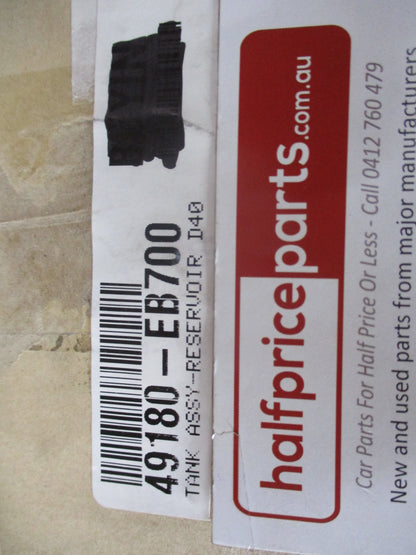 49180-EB700
TANK ASSY-RESERVOIR D40
halfpriceparts.com.au
Car Parts For Half Price Or Less - Call 0412 760 479
New and used parts from major manufacturers